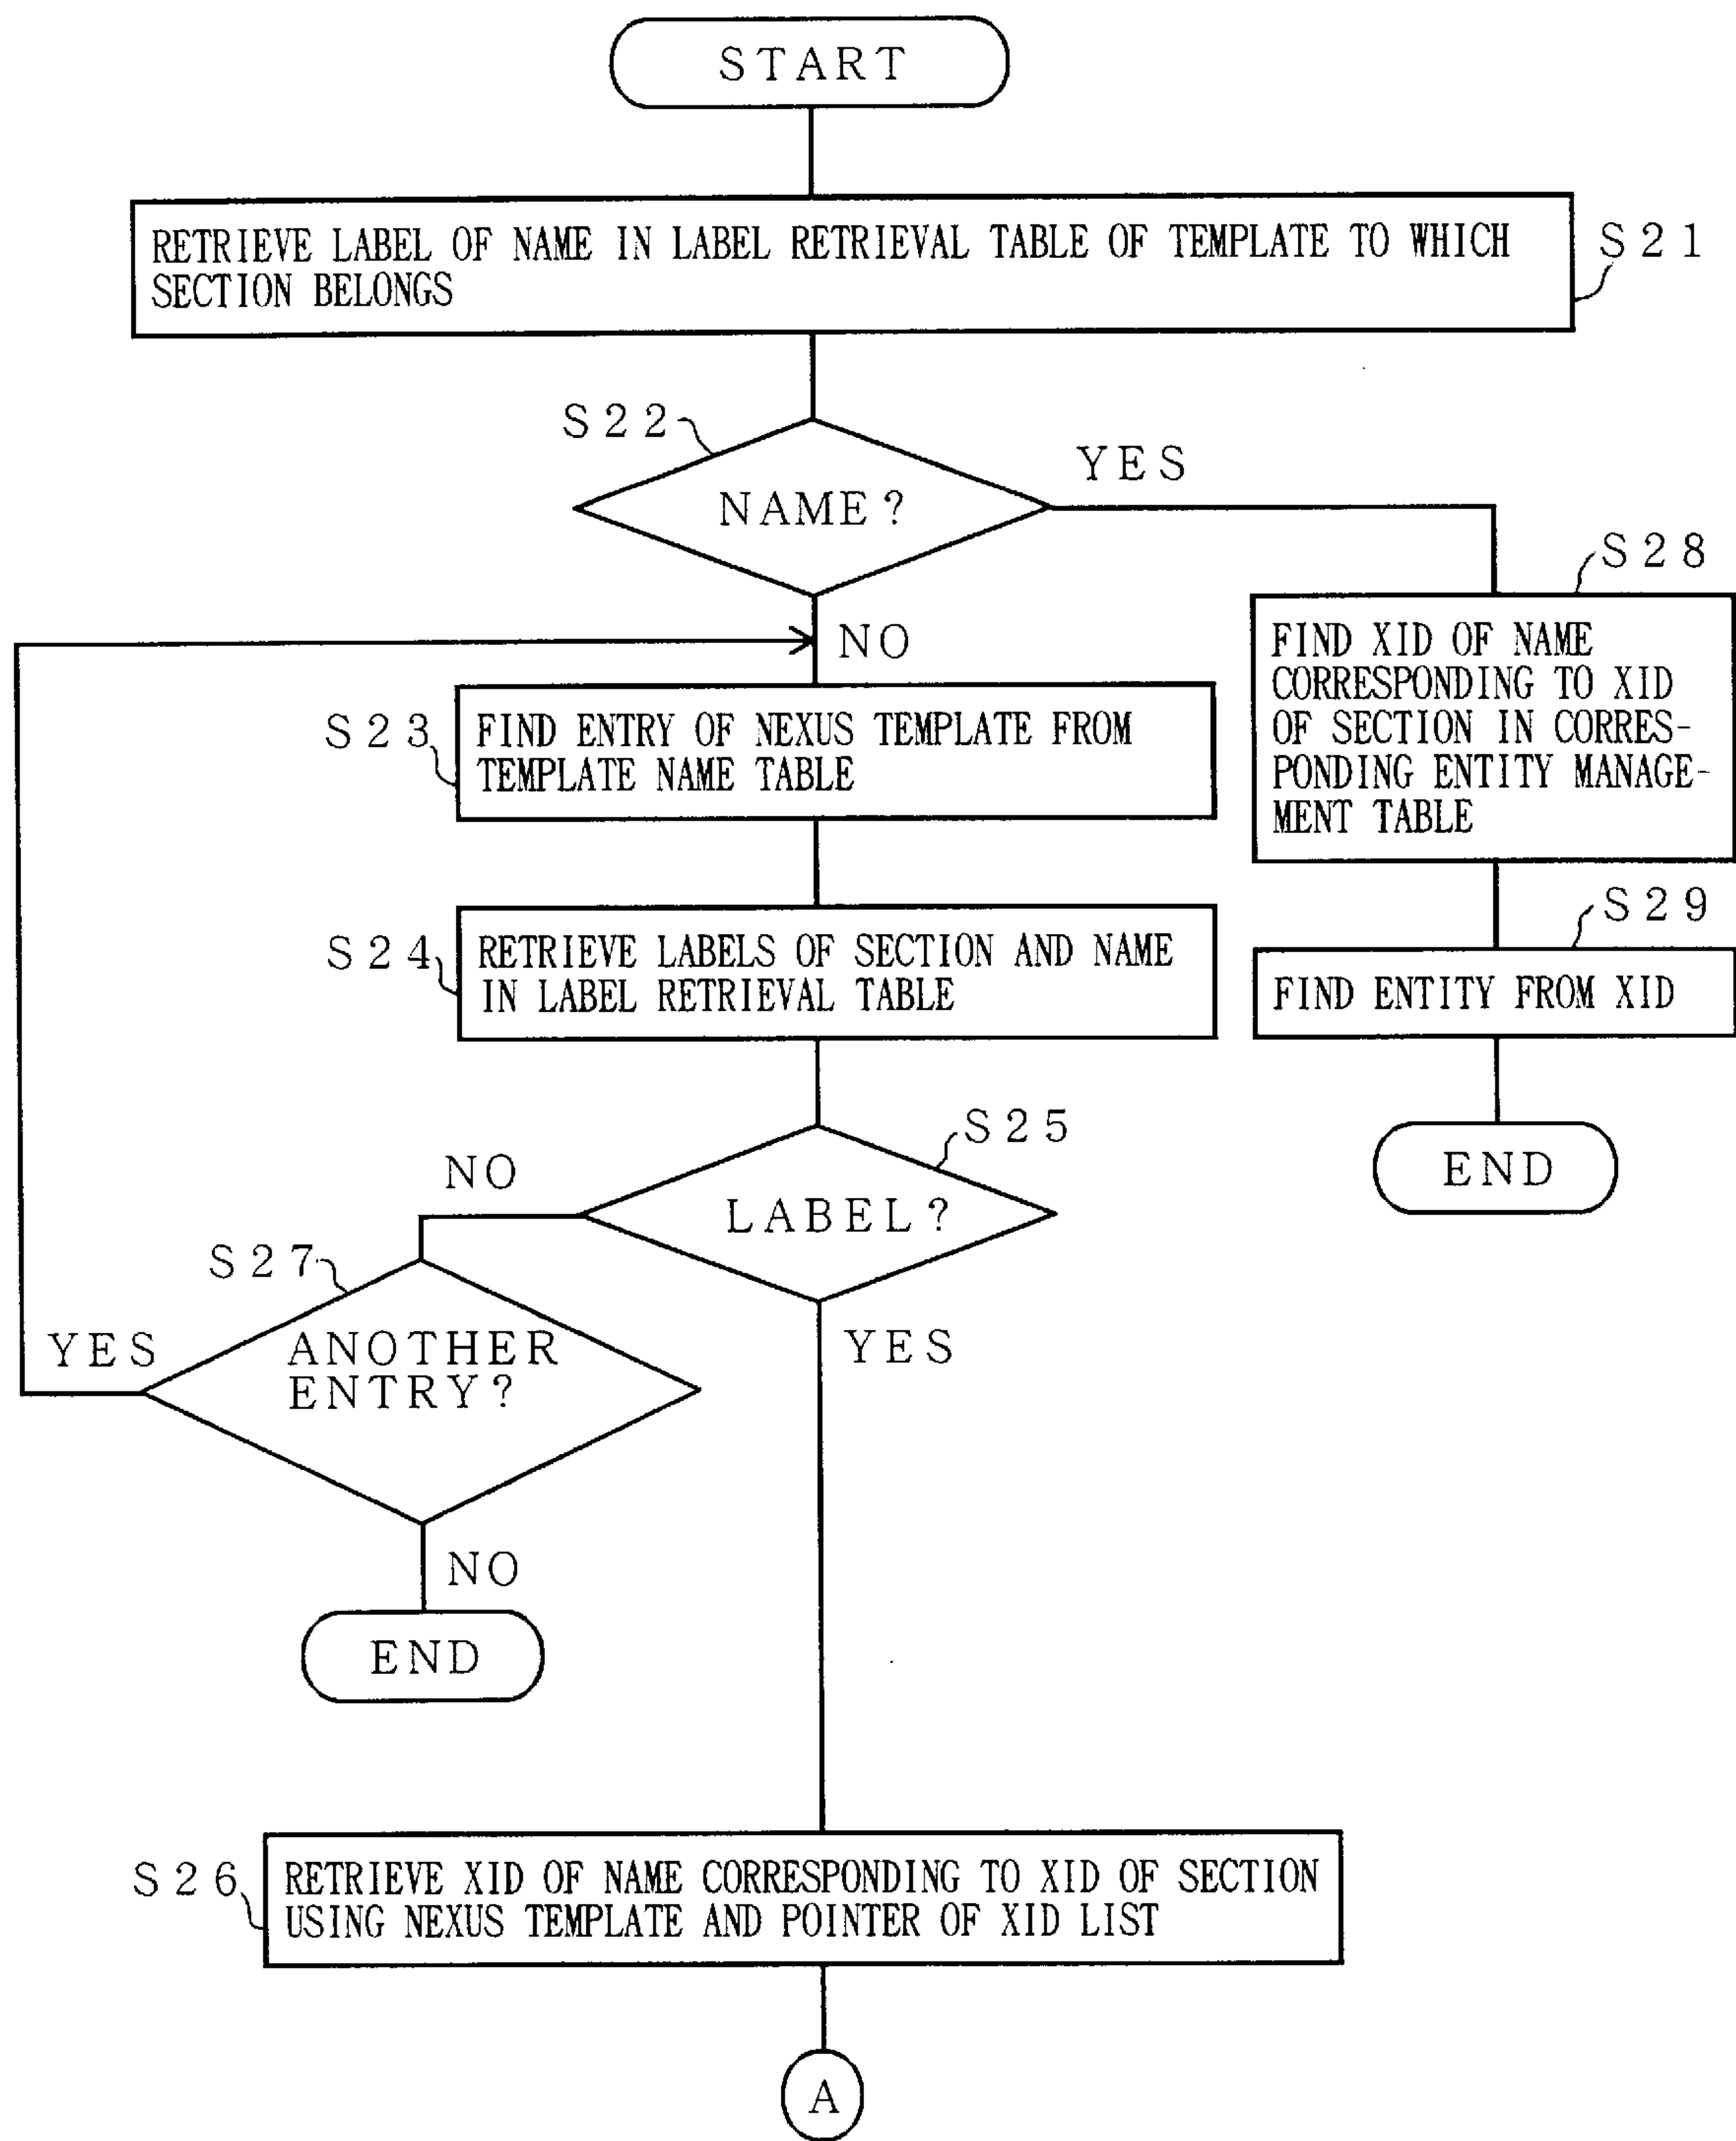 START
RETRIEVE LABEL OF NAME IN LABEL RETRIEVAL TABLE OF TEMPLATE TO WHICH
SECTION BELONGS
S21
S22
NAME?
YES
NO
S28
FIND XID OF NAME
CORRESPONDING TO XID
OF SECTION IN CORRES-
PONDING ENTITY MANAGE-
MENT TABLE
S23
FIND ENTRY OF NEXUS TEMPLATE FROM
TEMPLATE NAME TABLE
S29
FIND ENTITY FROM XID
END
S24
RETRIEVE LABELS OF SECTION AND NAME
IN LABEL RETRIEVAL TABLE
S25
LABEL?
NO
YES
S27
ANOTHER
ENTRY?
YES
NO
END
S26
RETRIEVE XID OF NAME CORRESPONDING TO XID OF SECTION
USING NEXUS TEMPLATE AND POINTER OF XID LIST
A